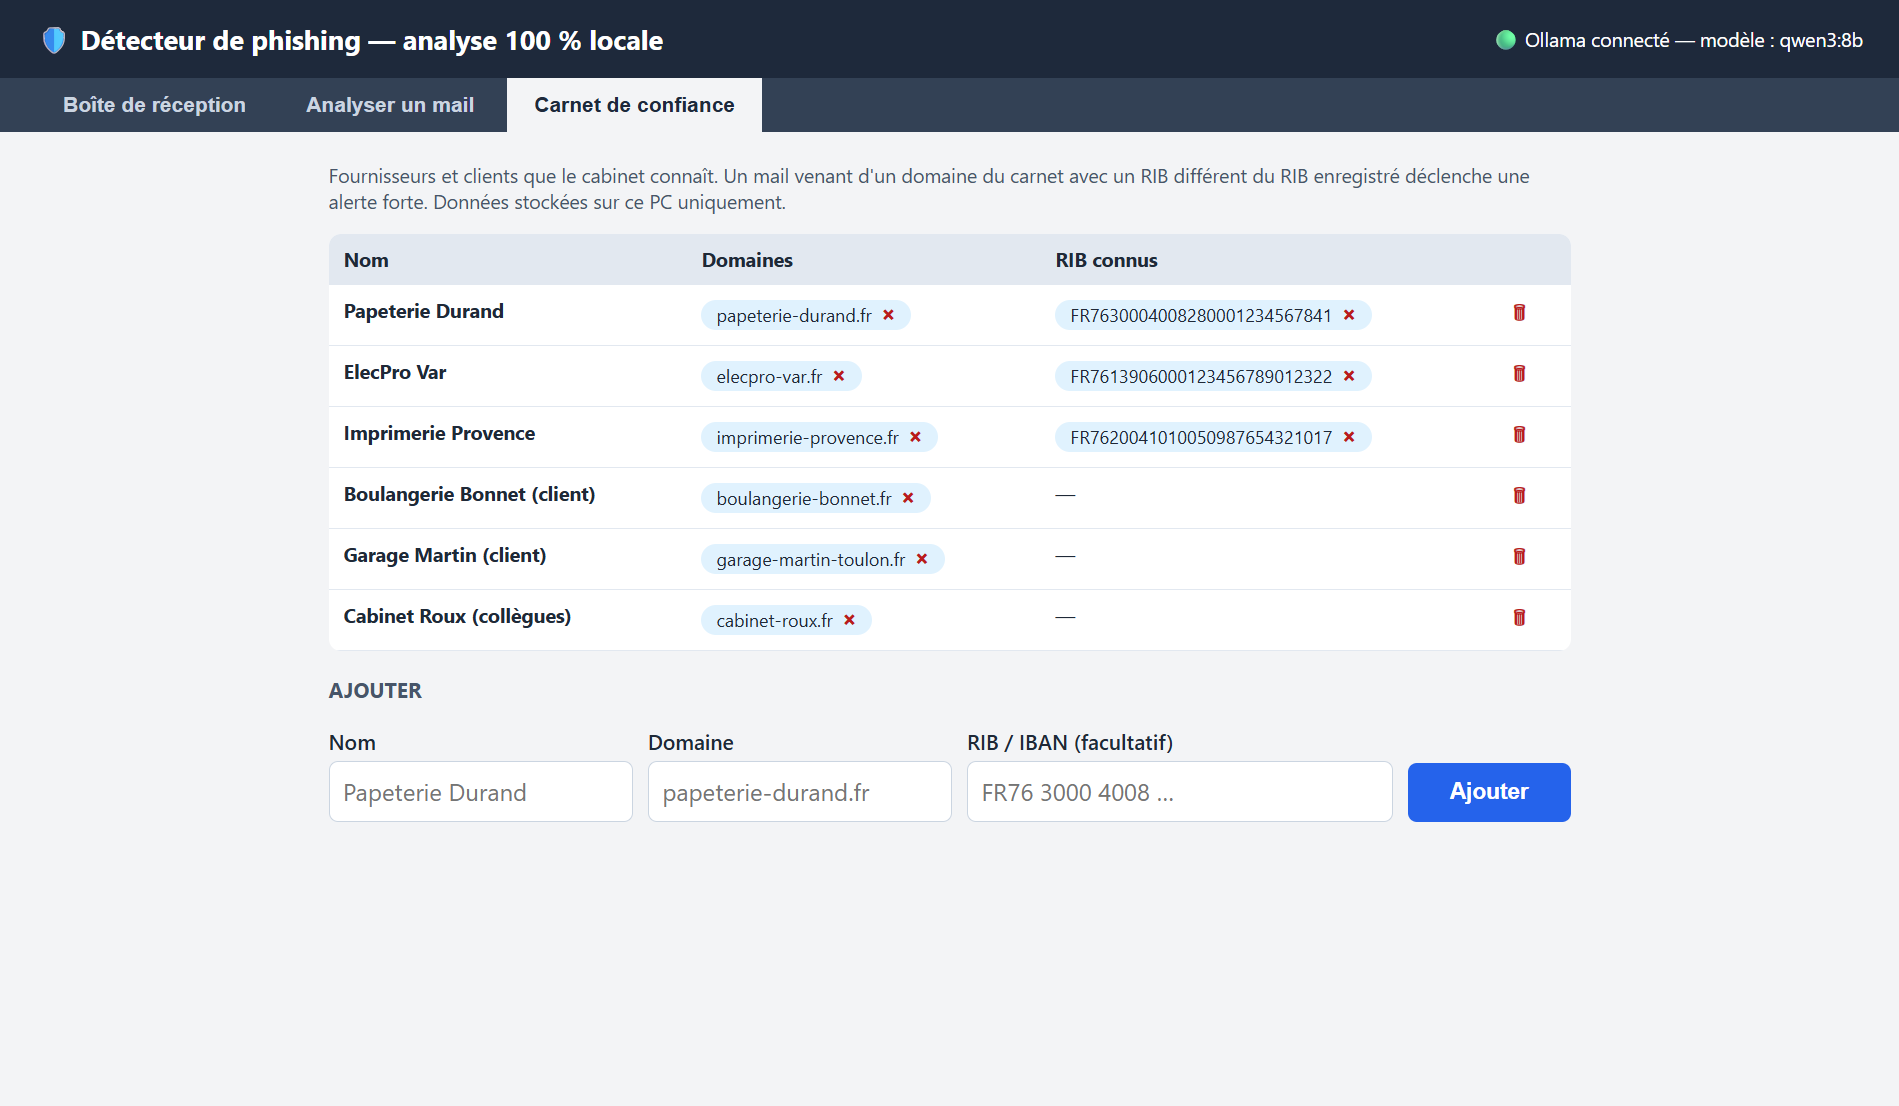 Détecteur de phishing — analyse 100 % locale
Ollama connecté — modèle : qwen3:8b
Boîte de réception
Analyser un mail
Carnet de confiance
Fournisseurs et clients que le cabinet connaît. Un mail venant d'un domaine du carnet avec un RIB différent du RIB enregistré déclenche une
alerte forte. Données stockées sur ce PC uniquement.
Nom Domaines RIB connus
Papeterie Durand papeterie-durand.fr × FR7630004008280001234567841 ×
ElecPro Var elecpro-var.fr × FR7613906000123456789012322 ×
Imprimerie Provence imprimerie-provence.fr × FR7620041010050987654321017 ×
Boulangerie Bonnet (client) boulangerie-bonnet.fr × —
Garage Martin (client) garage-martin-toulon.fr × —
Cabinet Roux (collègues) cabinet-roux.fr × —
AJOUTER
Nom Domaine RIB / IBAN (facultatif)
Papeterie Durand papeterie-durand.fr FR76 3000 4008 ... Ajouter